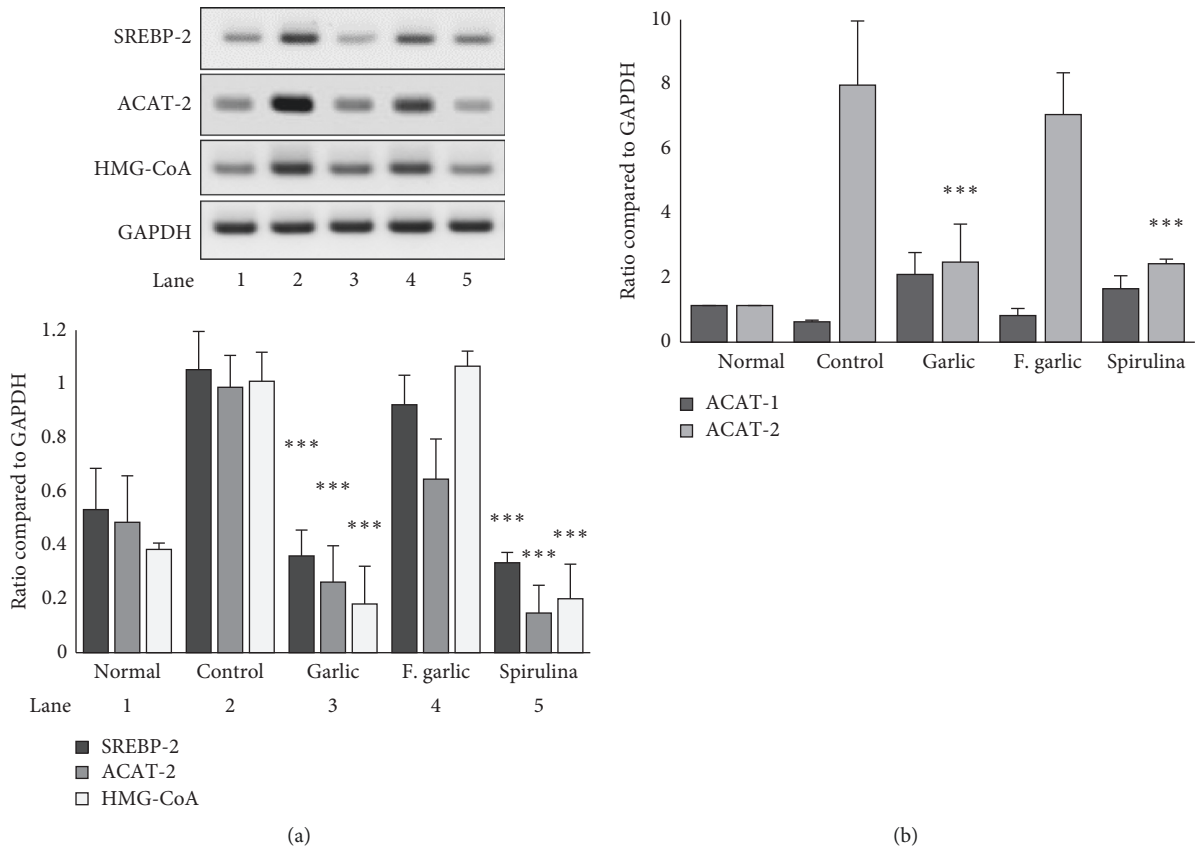 SREBP-2
ACAT-2
HMG-CoA
GAPDH
Lane 1 2 3 4 5
Ratio compared to GAPDH
1.2
1
0.8
0.6
0.4
0.2
0
*** *** ***
*** *** ***
Normal Control Garlic F. garlic Spirulina
Lane 1 2 3 4 5
SREBP-2
ACAT-2
HMG-CoA
(a)
Ratio compared to GAPDH
10
8
6
4
2
0
*** ***
Normal Control Garlic F. garlic Spirulina
ACAT-1
ACAT-2
(b)